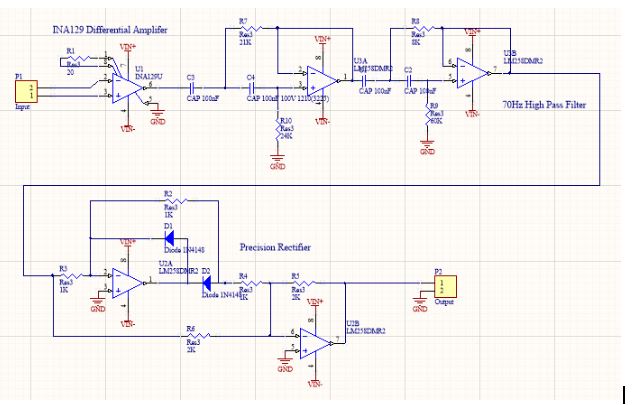 INA129 Differential Amplifer
R1
Res3
20
P1
2
1
Input
VIN+
U1
INA129U
VIN-
GND
C3
CAP 100nF
R7
Res3
21K
C4
CAP 100nF 100V 1210(3225)
R10
Res3
24K
GND
VIN+
U3A
LM258DMR2
VIN-
CAP 100nF
C2
CAP 100nF
R8
Res3
8K
R9
Res3
60K
GND
VIN+
U3B
LM258DMR2
VIN-
70Hz High Pass Filter
R2
Res3
1K
D1
Diode 1N4148
Precision Rectifier
R3
Res3
1K
GND
VIN+
U2A
LM258DMR2
VIN-
D2
Diode 1N4148
R4
Res3
1K
R5
Res3
2K
R6
Res3
2K
VIN+
U2B
LM258DMR2
GND
VIN-
P2
1
2
Output
GND